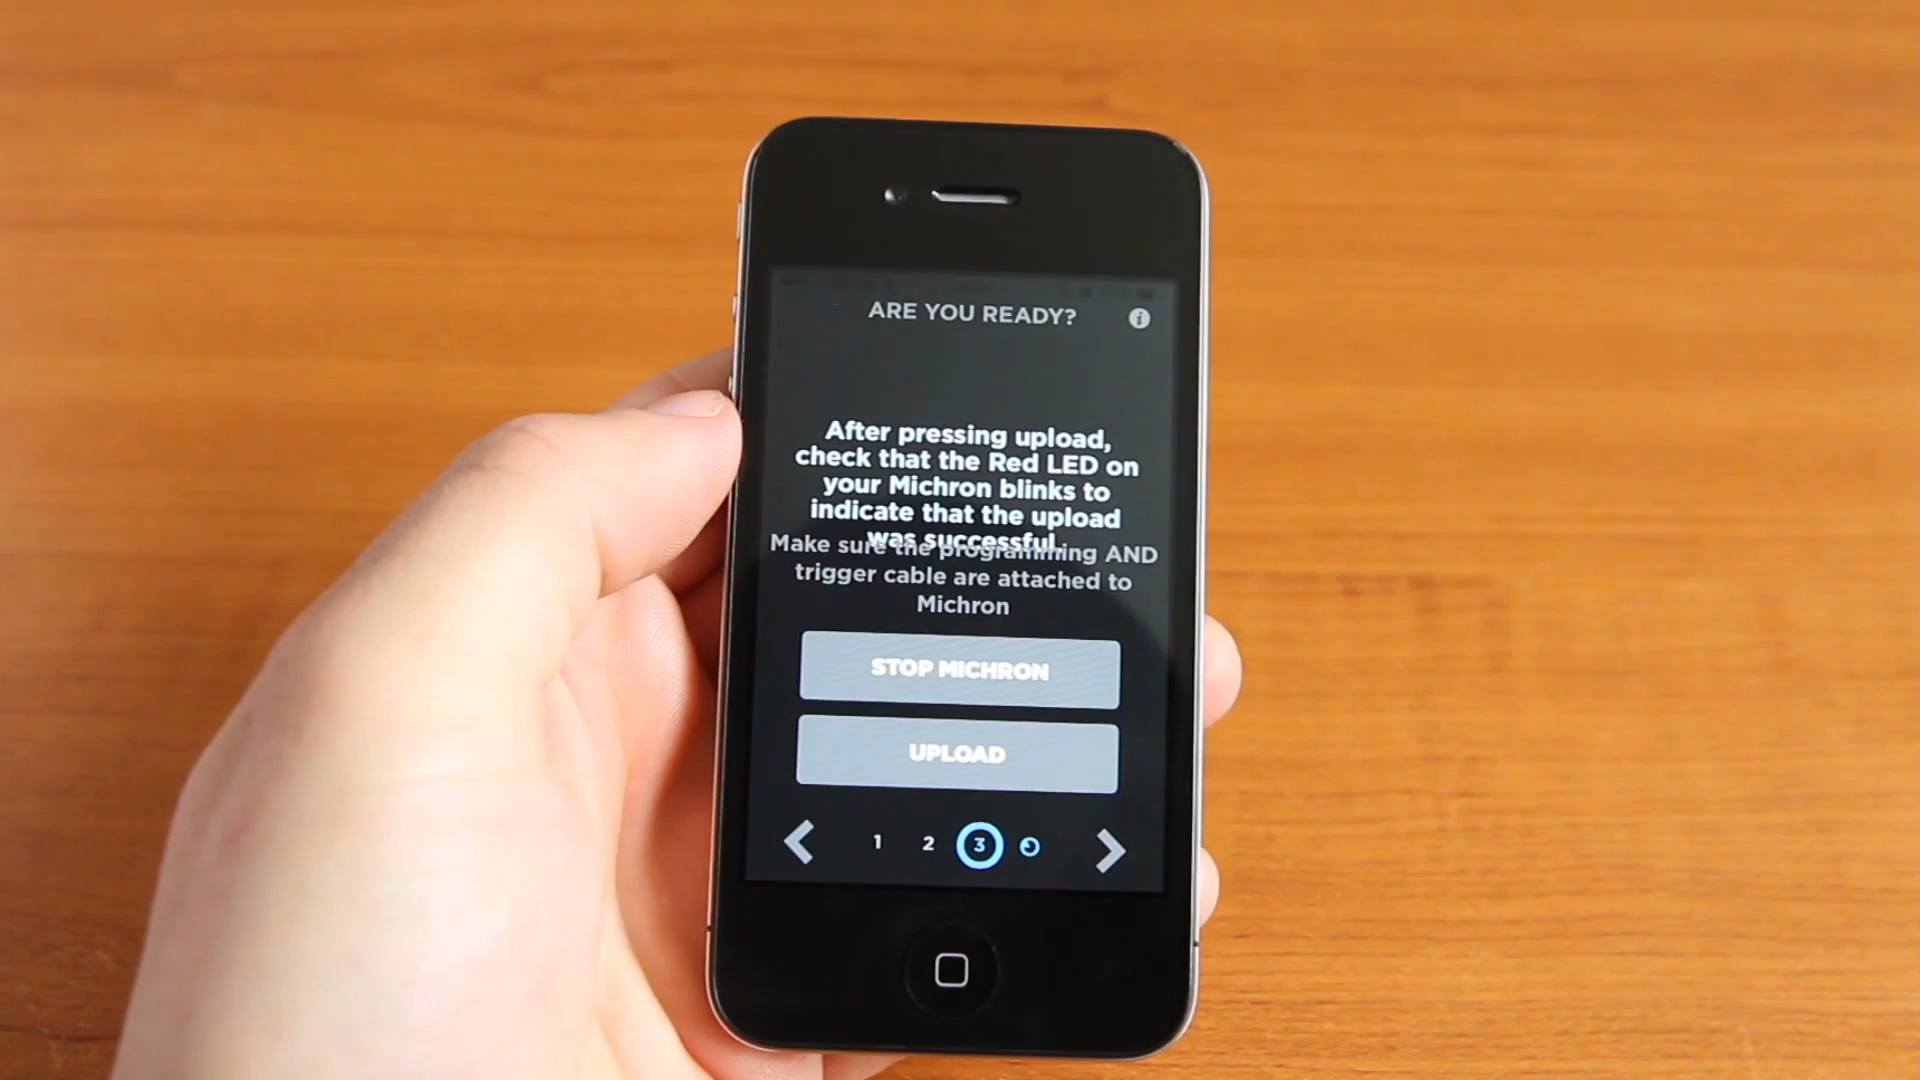 ARE YOU READY?
After pressing upload,
check that the Red LED on
your Michron blinks to
indicate that the upload
was successful.
Make sure the programming AND
trigger cable are attached to
Michron
STOP MICHRON
UPLOAD
1 2 3